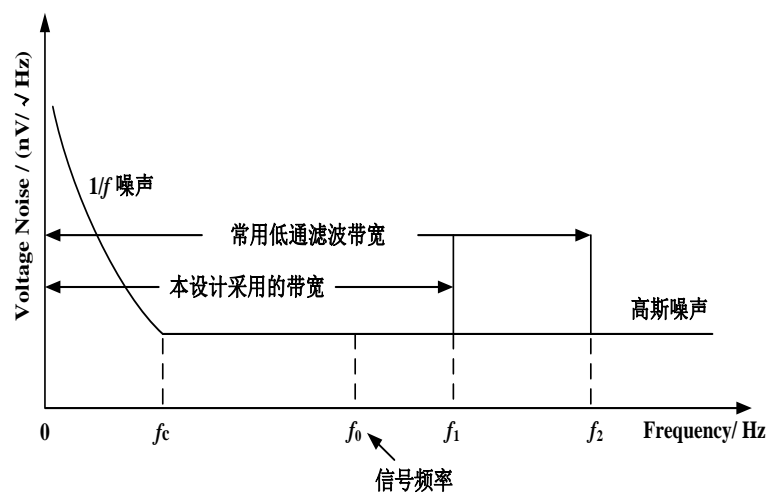 Voltage Noise / (nV/√Hz)
1/f 噪声
常用低通滤波带宽
本设计采用的带宽
高斯噪声
0
fc
f0
f1
f2
Frequency/ Hz
信号频率